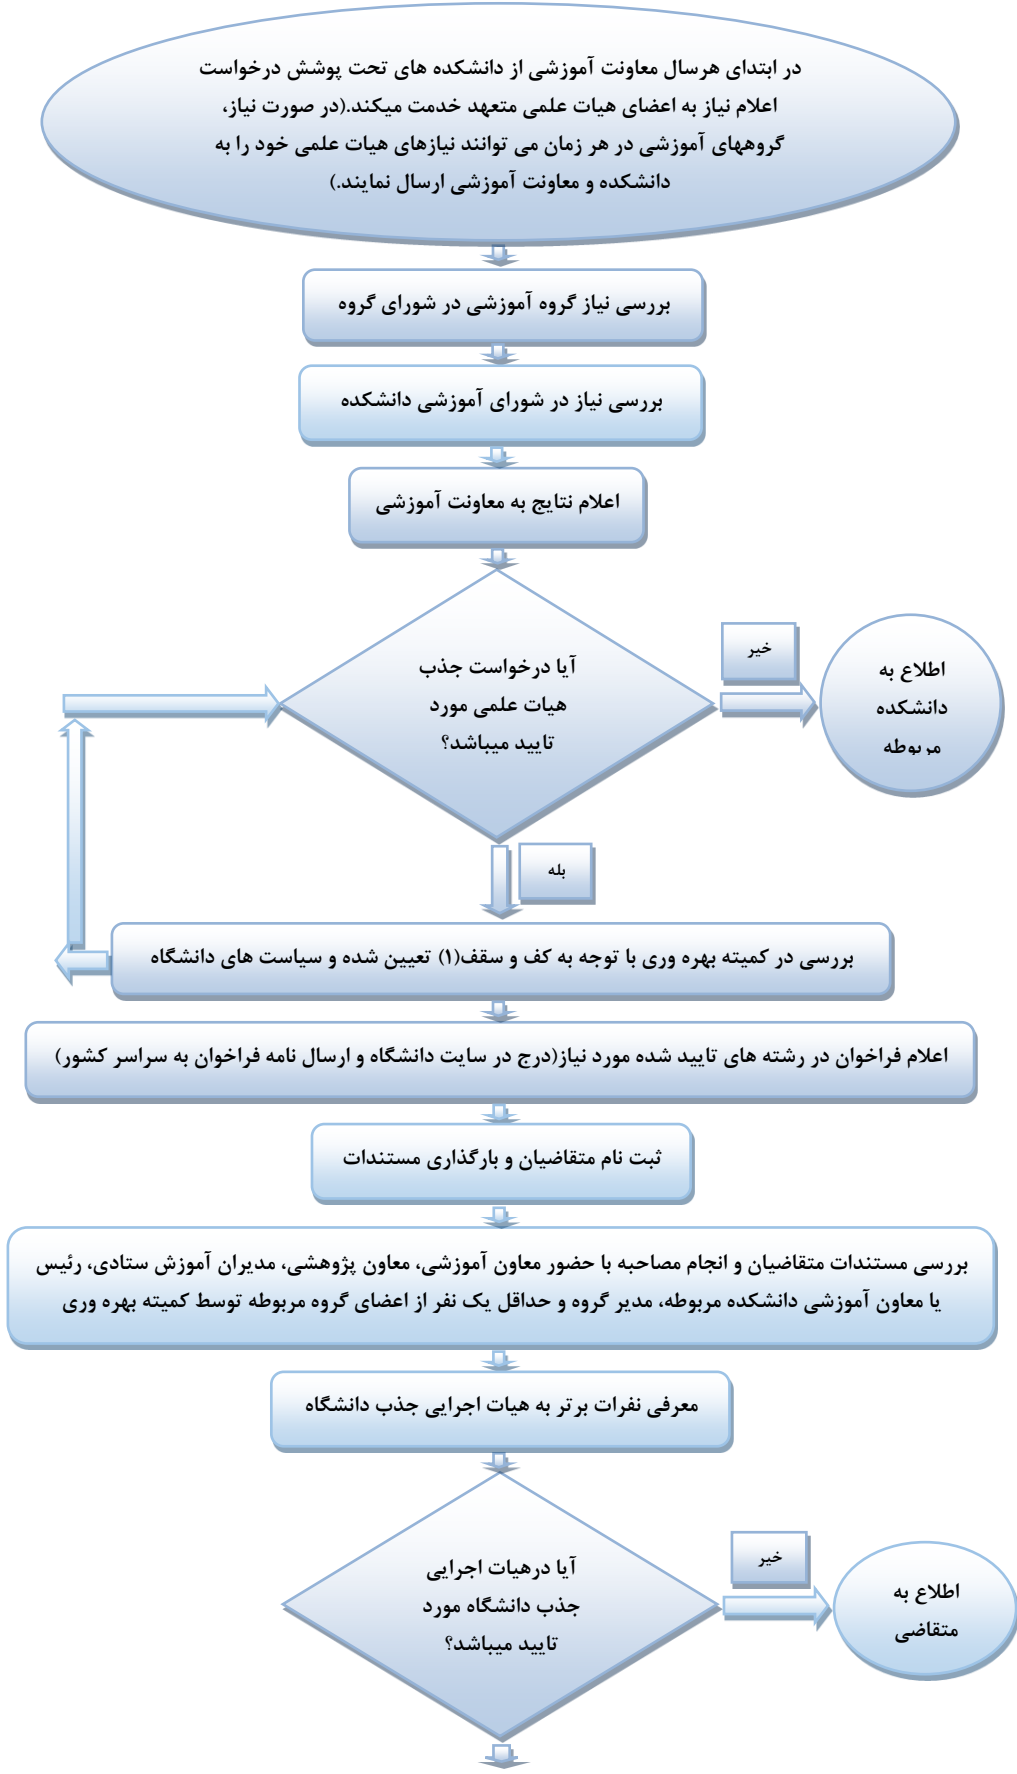 در ابتدای هرسال معاونت آموزشی از دانشکده های تحت پوشش درخواست
اعلام نیاز به اعضای هیات علمی متعهد خدمت میکند.(در صورت نیاز،
گروههای آموزشی در هر زمان می توانند نیازهای هیات علمی خود را به
دانشکده و معاونت آموزشی ارسال نمایند.)
بررسی نیاز گروه آموزشی در شورای گروه
بررسی نیاز در شورای آموزشی دانشکده
اعلام نتایج به معاونت آموزشی
آیا درخواست جذب
هیات علمی مورد
تایید میباشد؟
خیر
اطلاع به
دانشکده
مربوطه
بله
بررسی در کمیته بهره وری با توجه به کف و سقف(۱) تعیین شده و سیاست های دانشگاه
اعلام فراخوان در رشته های تایید شده مورد نیاز(درج در سایت دانشگاه و ارسال نامه فراخوان به سراسر کشور)
ثبت نام متقاضیان و بارگذاری مستندات
بررسی مستندات متقاضیان و انجام مصاحبه با حضور معاون آموزشی، معاون پژوهشی، مدیران آموزش ستادی، رئیس
یا معاون آموزشی دانشکده مربوطه، مدیر گروه و حداقل یک نفر از اعضای گروه مربوطه توسط کمیته بهره وری
معرفی نفرات برتر به هیات اجرایی جذب دانشگاه
آیا درهیات اجرایی
جذب دانشگاه مورد
تایید میباشد؟
خیر
اطلاع به
متقاضی